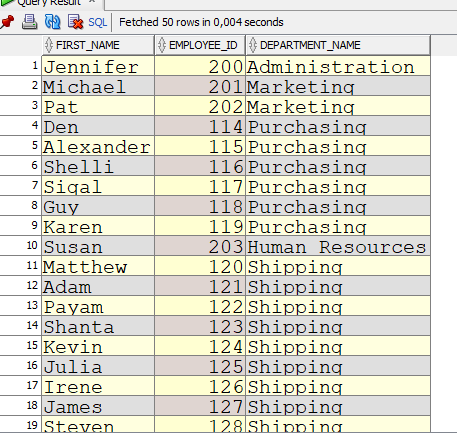 Query Result ×
SQL | Fetched 50 rows in 0,004 seconds
FIRST_NAME EMPLOYEE_ID DEPARTMENT_NAME
1 Jennifer 200 Administration
2 Michael 201 Marketing
3 Pat 202 Marketing
4 Den 114 Purchasing
5 Alexander 115 Purchasing
6 Shelli 116 Purchasing
7 Sigal 117 Purchasing
8 Guy 118 Purchasing
9 Karen 119 Purchasing
10 Susan 203 Human Resources
11 Matthew 120 Shipping
12 Adam 121 Shipping
13 Payam 122 Shipping
14 Shanta 123 Shipping
15 Kevin 124 Shipping
16 Julia 125 Shipping
17 Irene 126 Shipping
18 James 127 Shipping
19 Steven 128 Shipping